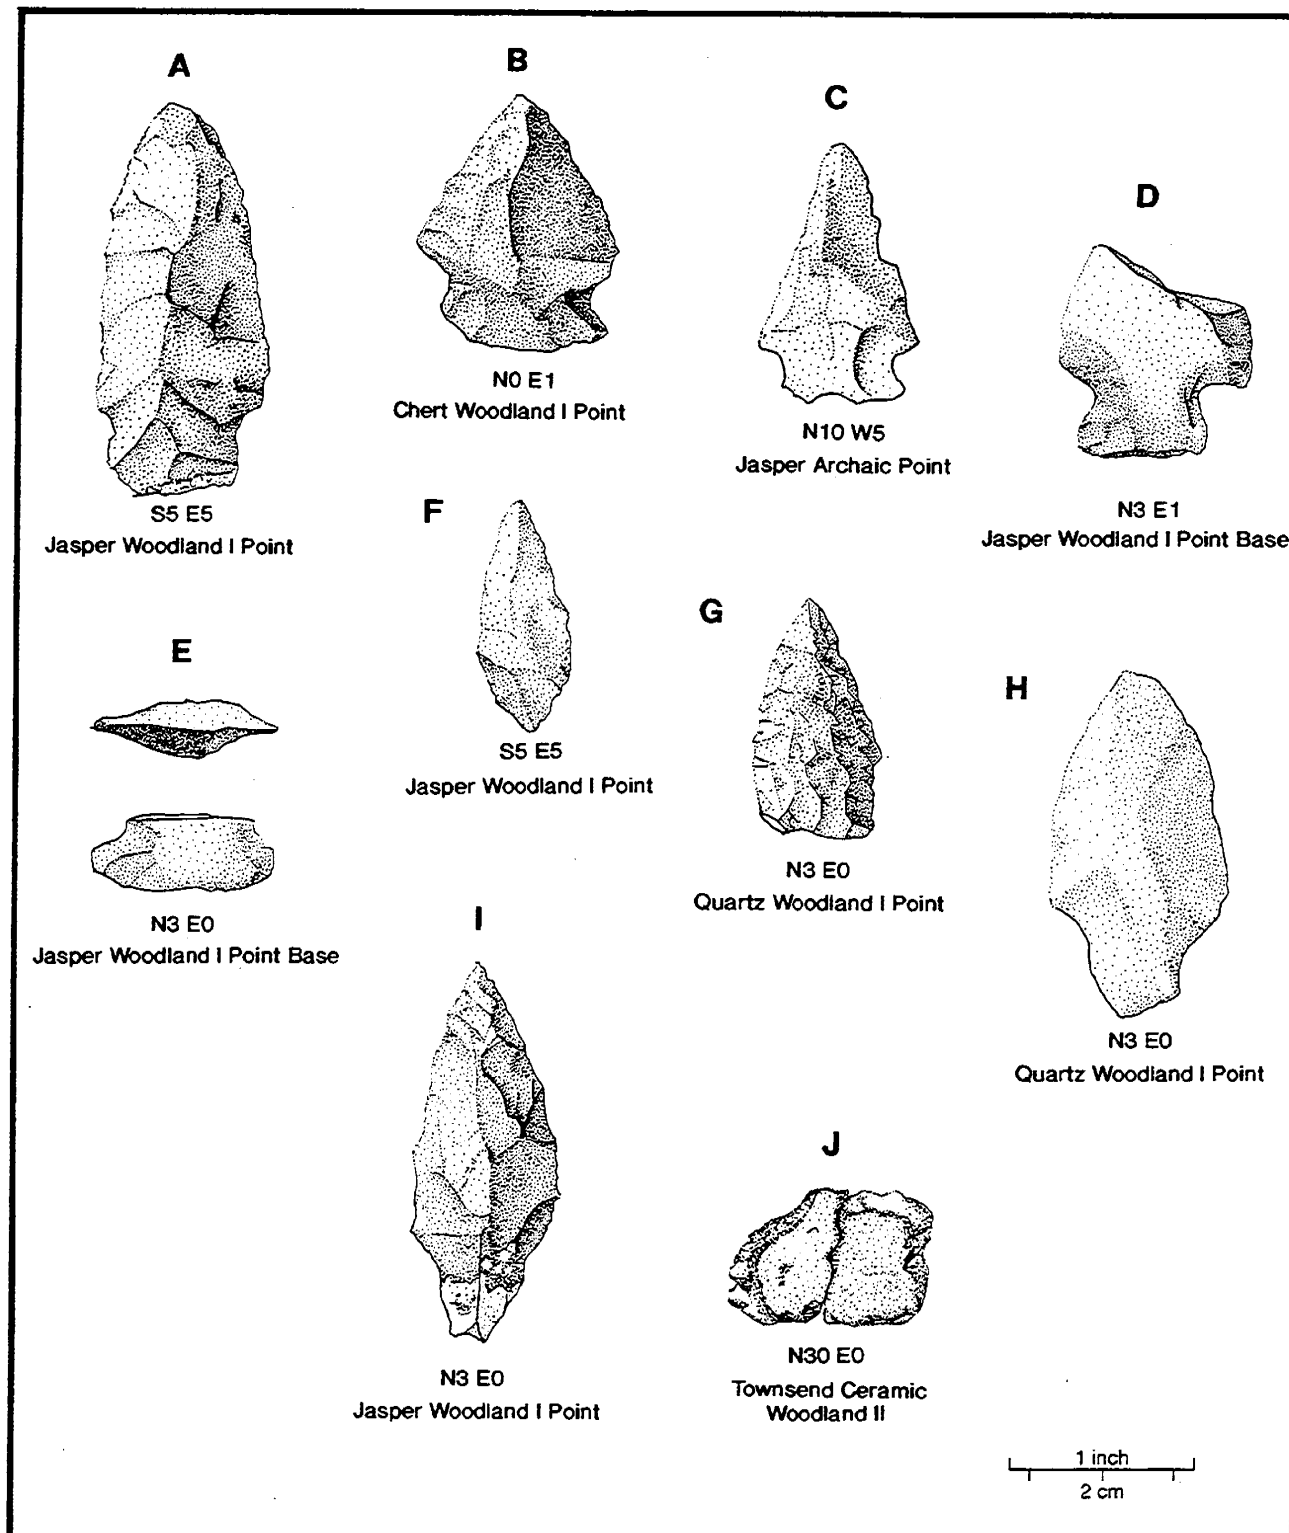 A
S5 E5
Jasper Woodland I Point
B
N0 E1
Chert Woodland I Point
C
N10 W5
Jasper Archaic Point
D
N3 E1
Jasper Woodland I Point Base
E
N3 E0
Jasper Woodland I Point Base
F
S5 E5
Jasper Woodland I Point
G
N3 E0
Quartz Woodland I Point
H
N3 E0
Quartz Woodland I Point
I
N3 E0
Jasper Woodland I Point
J
N30 E0
Townsend Ceramic
Woodland II
1 inch
2 cm